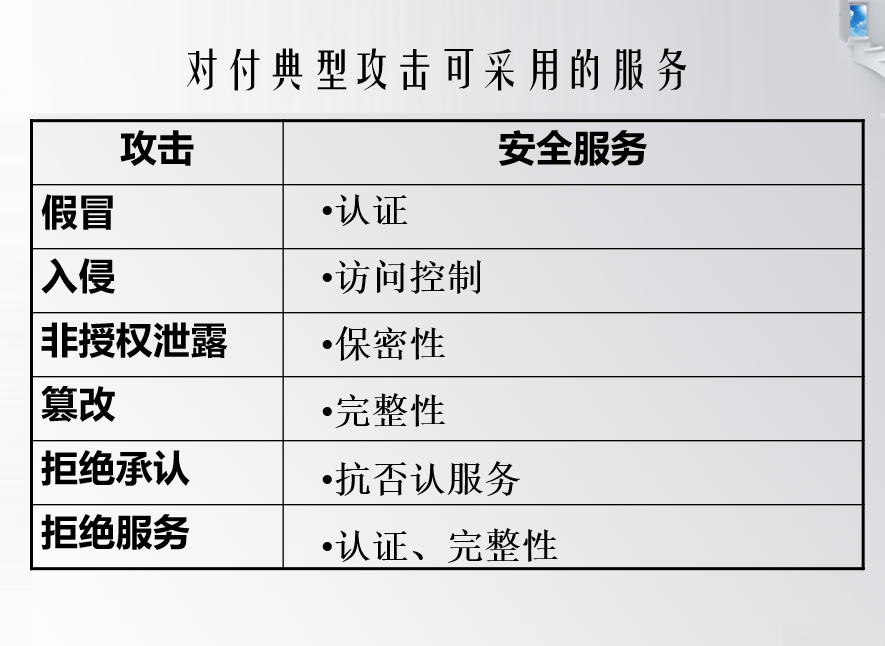 对付典型攻击可采用的服务
攻击 安全服务
假冒 •认证
入侵 •访问控制
非授权泄露 •保密性
篡改 •完整性
拒绝承认 •抗否认服务
拒绝服务 •认证、完整性